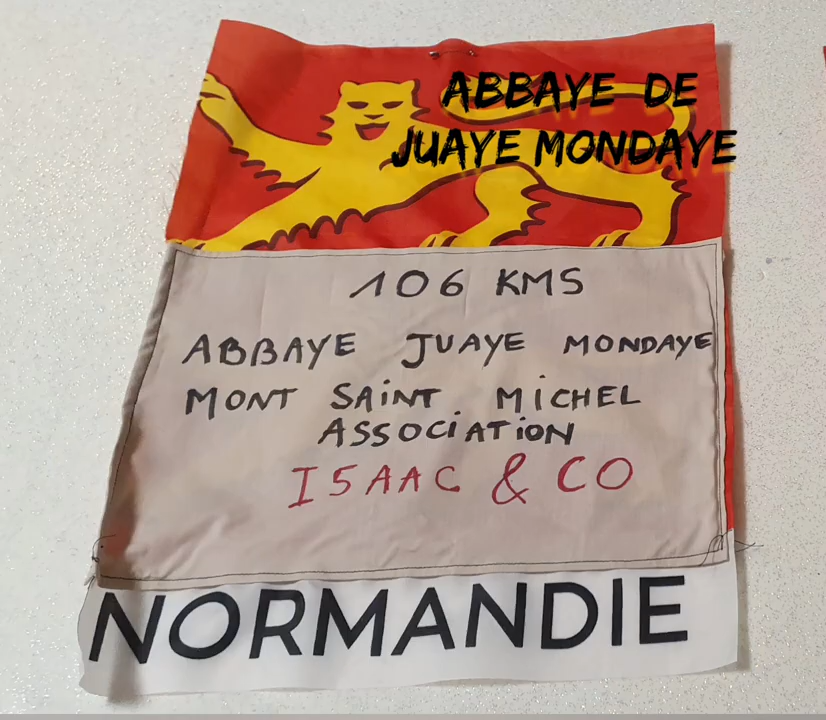 ABBAYE DE
JUAYE MONDAYE
106 KMS
ABBAYE JUAYE MONDAYE
MONT SAiNT MiCHEL
ASSOCiATiON
ISAAC & CO
NORMANDIE